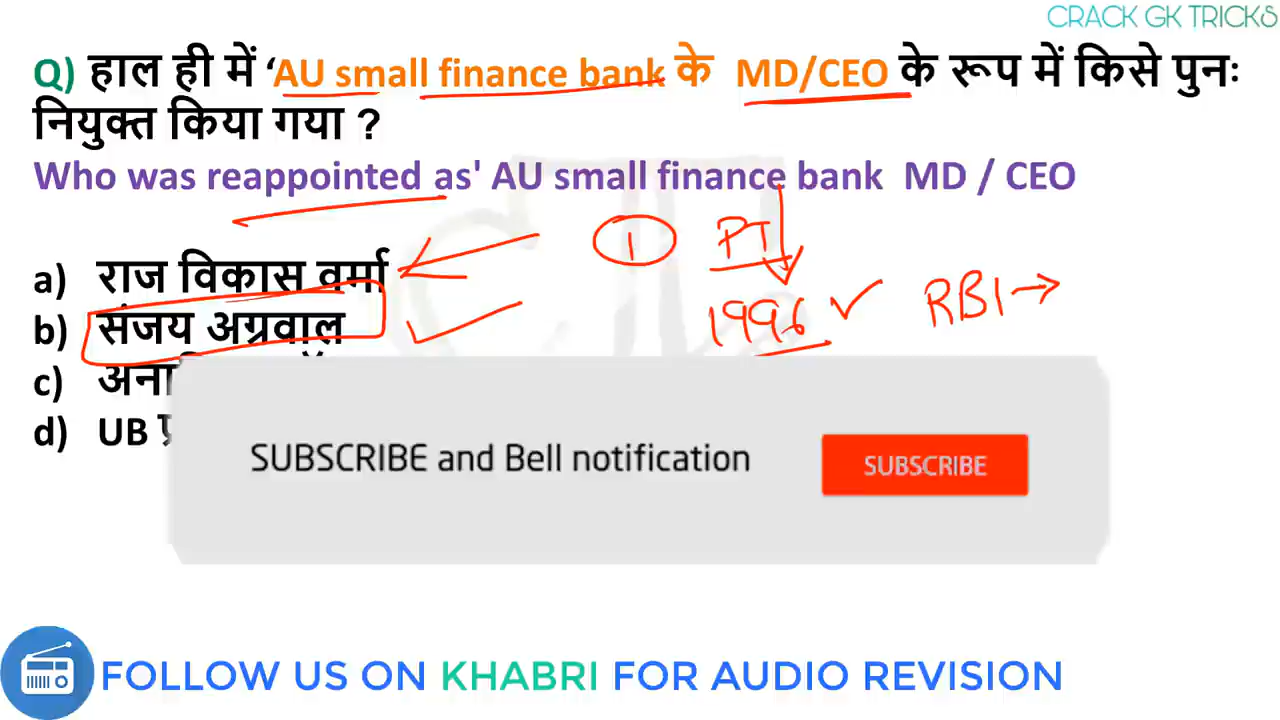 CRACK GK TRICKS
Q) हाल ही में ‘AU small finance bank के MD/CEO के रूप में किसे पुनः
नियुक्त किया गया ?
Who was reappointed as' AU small finance bank MD / CEO
1 PT
a) राज विकास वर्मा
1996 RBI
b) संजय अग्रवाल
c)
d) UB
SUBSCRIBE and Bell notification
SUBSCRIBE
FOLLOW US ON KHABRI FOR AUDIO REVISION